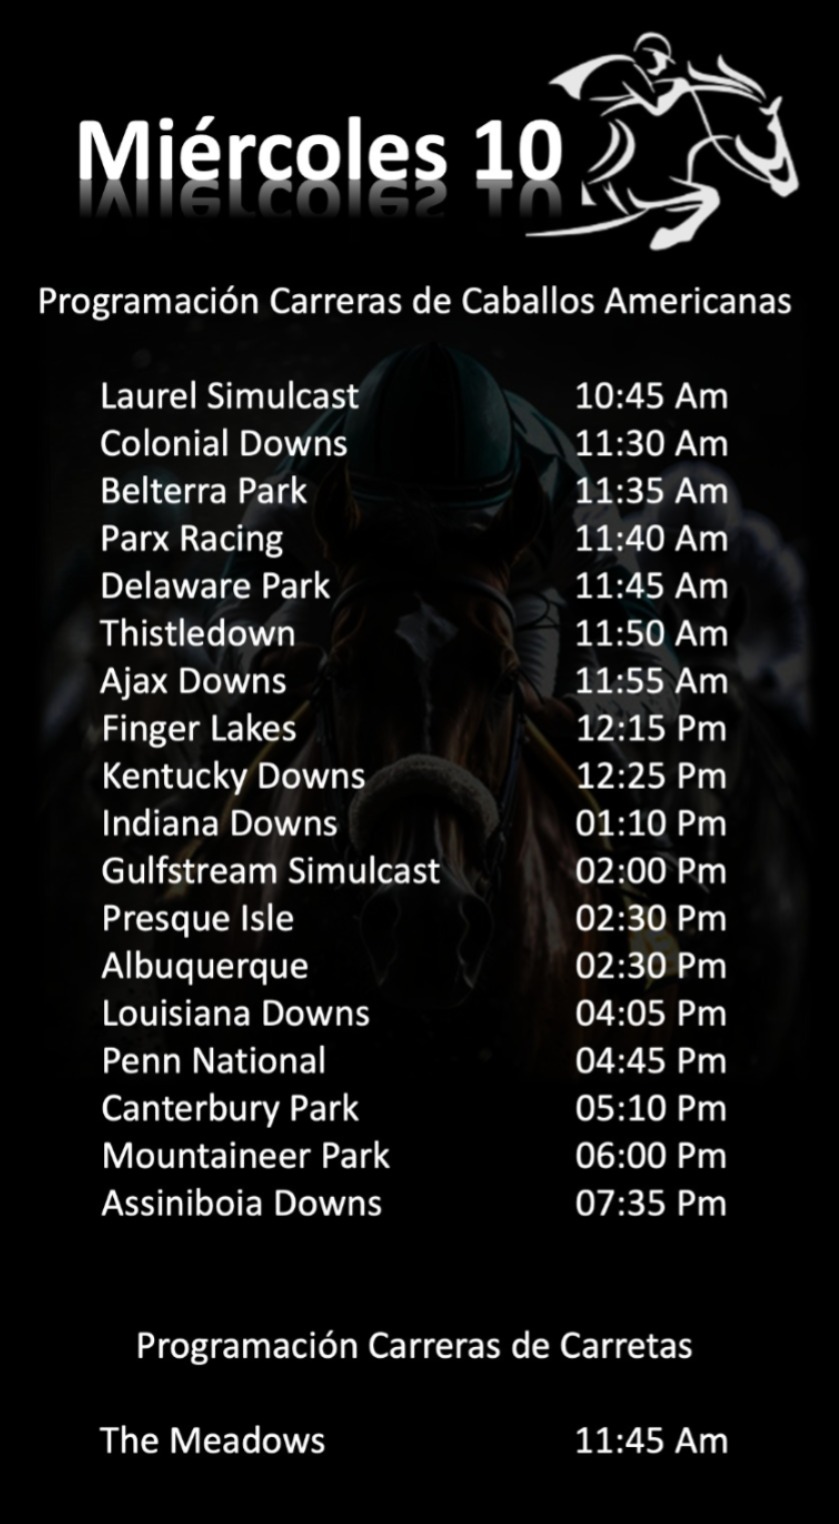 Miércoles 10
Programación Carreras de Caballos Americanas
Laurel Simulcast 10:45 Am
Colonial Downs 11:30 Am
Belterra Park 11:35 Am
Parx Racing 11:40 Am
Delaware Park 11:45 Am
Thistledown 11:50 Am
Ajax Downs 11:55 Am
Finger Lakes 12:15 Pm
Kentucky Downs 12:25 Pm
Indiana Downs 01:10 Pm
Gulfstream Simulcast 02:00 Pm
Presque Isle 02:30 Pm
Albuquerque 02:30 Pm
Louisiana Downs 04:05 Pm
Penn National 04:45 Pm
Canterbury Park 05:10 Pm
Mountaineer Park 06:00 Pm
Assiniboia Downs 07:35 Pm
Programación Carreras de Carretas
The Meadows 11:45 Am